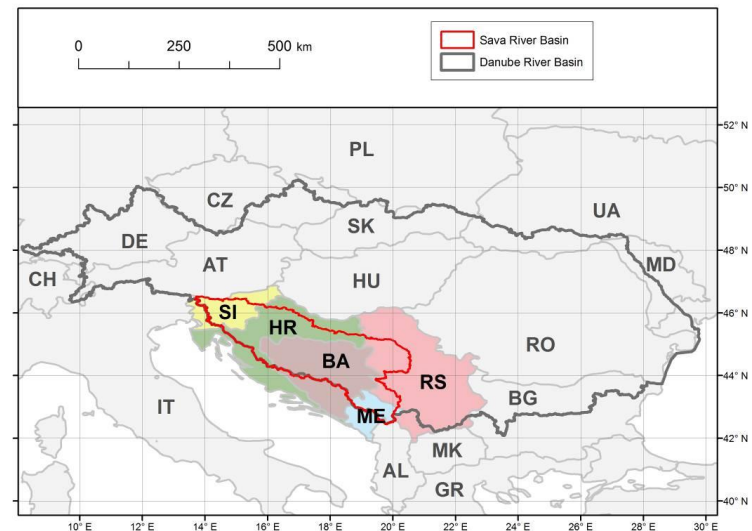 0 250 500 km
Sava River Basin
Danube River Basin
52° N
PL
50° N
CZ
UA
SK
DE
48° N
MD
CH
AT
HU
46° N
SI
HR
RO
BA
44° N
RS
BG
IT
ME
42° N
MK
AL
GR
40° N
10° E 12° E 14° E 16° E 18° E 20° E 22° E 24° E 26° E 28° E 30° E